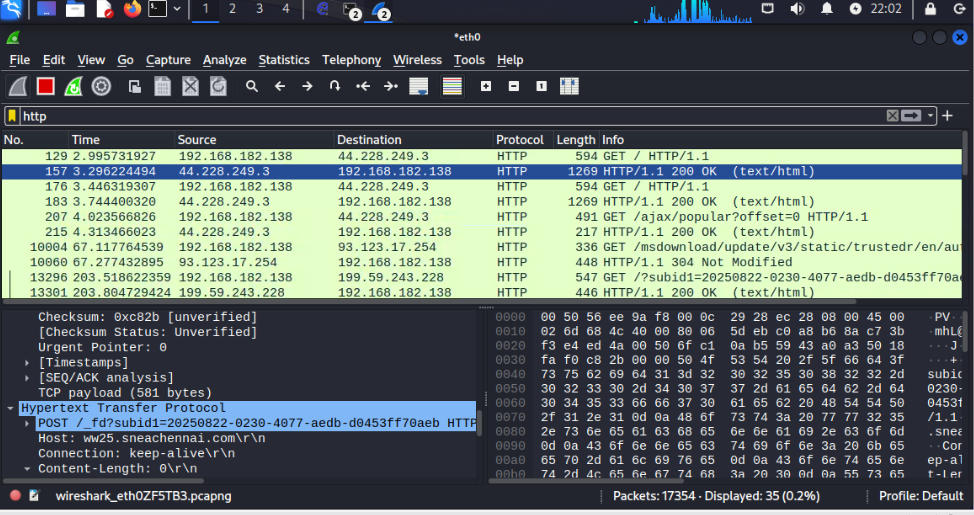 1 2 3 4 2 2 22:02
*eth0
File Edit View Go Capture Analyze Statistics Telephony Wireless Tools Help
http
No. Time Source Destination Protocol Length Info
129 2.995731927 192.168.182.138 44.228.249.3 HTTP 594 GET / HTTP/1.1
157 3.296224494 44.228.249.3 192.168.182.138 HTTP 1269 HTTP/1.1 200 OK (text/html)
176 3.446319307 192.168.182.138 44.228.249.3 HTTP 594 GET / HTTP/1.1
183 3.744400320 44.228.249.3 192.168.182.138 HTTP 1269 HTTP/1.1 200 OK (text/html)
207 4.023566826 192.168.182.138 44.228.249.3 HTTP 491 GET /ajax/popular?offset=0 HTTP/1.1
215 4.314466023 44.228.249.3 192.168.182.138 HTTP 217 HTTP/1.1 200 OK (text/html)
10004 67.117764539 192.168.182.138 93.123.17.254 HTTP 336 GET /msdownload/update/v3/static/trustedr/en/au
10060 67.277432895 93.123.17.254 192.168.182.138 HTTP 448 HTTP/1.1 304 Not Modified
13296 203.518622359 192.168.182.138 199.59.243.228 HTTP 547 GET /?subid1=20250822-0230-4077-aedb-d0453ff70a
13301 203.804729424 199.59.243.228 192.168.182.138 HTTP 446 HTTP/1.1 200 OK (text/html)
Checksum: 0xc82b [unverified]
[Checksum Status: Unverified]
Urgent Pointer: 0
[Timestamps]
[SEQ/ACK analysis]
TCP payload (581 bytes)
Hypertext Transfer Protocol
POST /_fd?subid1=20250822-0230-4077-aedb-d0453ff70aeb HTTP
Host: ww25.sneachennai.com\r\n
Connection: keep-alive\r\n
Content-Length: 0\r\n
0000 00 50 56 ee 9a f8 00 0c 29 28 ec 28 08 00 45 00 ·PV··
0010 02 6d 68 4c 40 00 80 06 5d eb c0 a8 b6 8a c7 3b ·mhL@
0020 f3 e4 ed 4a 00 50 6f c1 0a b5 59 43 a0 a3 50 18 ···J·
0030 fa f0 c8 2b 00 00 50 4f 53 54 20 2f 5f 66 64 3f ···+·
0040 73 75 62 69 64 31 3d 32 30 32 35 30 38 32 32 2d subid
0050 30 32 33 30 2d 34 30 37 37 2d 61 65 64 62 2d 64 0230-
0060 30 34 35 33 66 66 37 30 61 65 62 20 48 54 54 50 0453f
0070 2f 31 2e 31 0d 0a 48 6f 73 74 3a 20 77 77 32 35 /1.1·
0080 2e 73 6e 65 61 63 68 65 6e 6e 61 69 2e 63 6f 6d .snea
0090 0d 0a 43 6f 6e 6e 65 63 74 69 6f 6e 3a 20 6b 65 ··Con
00a0 65 70 2d 61 6c 69 76 65 0d 0a 43 6f 6e 74 65 6e ep-al
00b0 74 2d 4c 65 6e 67 74 68 3a 20 30 0d 0a 55 73 65 t-Len
wireshark_eth0ZF5TB3.pcapng Packets: 17354 · Displayed: 35 (0.2%) Profile: Default